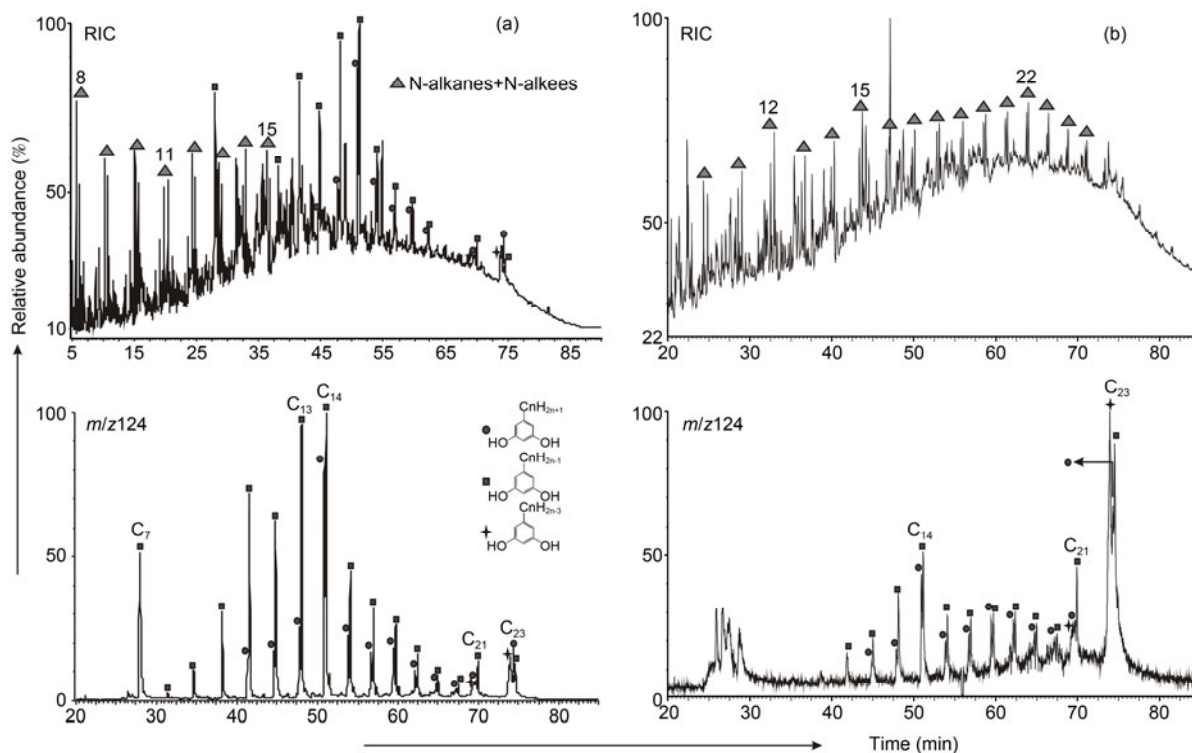 100
RIC
(a)
8
N-alkanes+N-alkees
15
11
50
10
5 15 25 35 45 55 65 75 85
100
RIC
(b)
22
15
12
50
22
20 30 40 50 60 70 80
Relative abundance (%)
100
m/z124
C7
C13
C14
CnH2n+1
HO OH
CnH2n-1
HO OH
CnH2n-3
HO OH
50
C21
C23
0
20 30 40 50 60 70 80
100
m/z124
C23
C14
C21
50
0
20 30 40 50 60 70 80
Time (min)